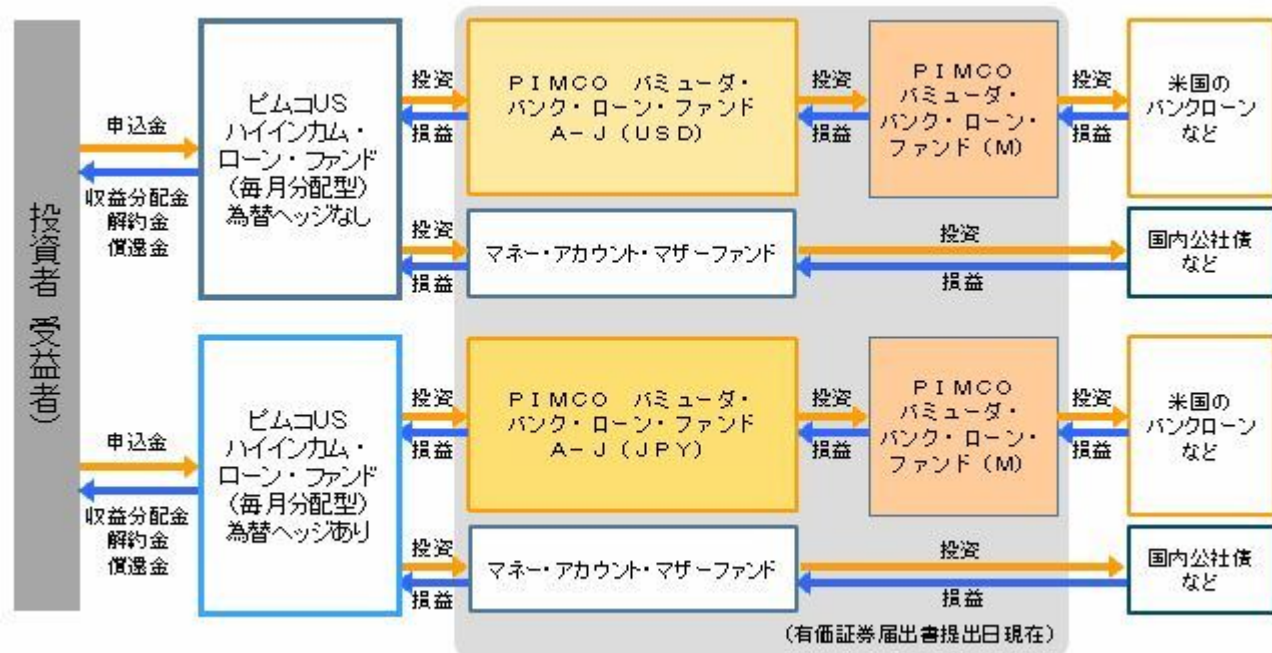 投資者（受益者）
申込金
収益分配金
解約金
償還金
ピムコUS
ハイインカム・
ローン・ファンド
（毎月分配型）
為替ヘッジなし
投資
損益
PIMCO バミューダ・
バンク・ローン・ファンド
A-J（USD）
投資
損益
PIMCO
バミューダ・
バンク・ローン・
ファンド（M）
投資
損益
米国の
バンクローン
など
投資
損益
マネー・アカウント・マザーファンド
投資
損益
国内公社債
など
申込金
収益分配金
解約金
償還金
ピムコUS
ハイインカム・
ローン・ファンド
（毎月分配型）
為替ヘッジあり
投資
損益
PIMCO バミューダ・
バンク・ローン・ファンド
A-J（JPY）
投資
損益
PIMCO
バミューダ・
バンク・ローン・
ファンド（M）
投資
損益
米国の
バンクローン
など
投資
損益
マネー・アカウント・マザーファンド
投資
損益
国内公社債
など
（有価証券届出書提出日現在）